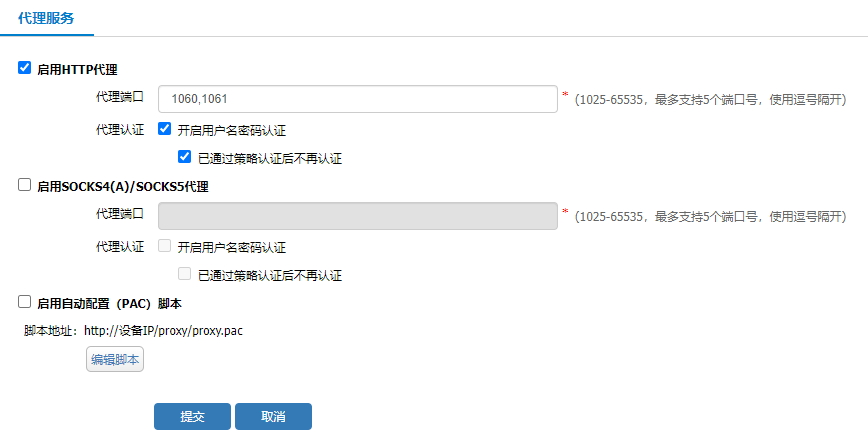 代理服务
启用HTTP代理
代理端口 1060,1061 * (1025-65535，最多支持5个端口号，使用逗号隔开)
代理认证 开启用户名密码认证
已通过策略认证后不再认证
启用SOCKS4(A)/SOCKS5代理
代理端口 * (1025-65535，最多支持5个端口号，使用逗号隔开)
代理认证 开启用户名密码认证
已通过策略认证后不再认证
启用自动配置（PAC）脚本
脚本地址：http://设备IP/proxy/proxy.pac
编辑脚本
提交 取消